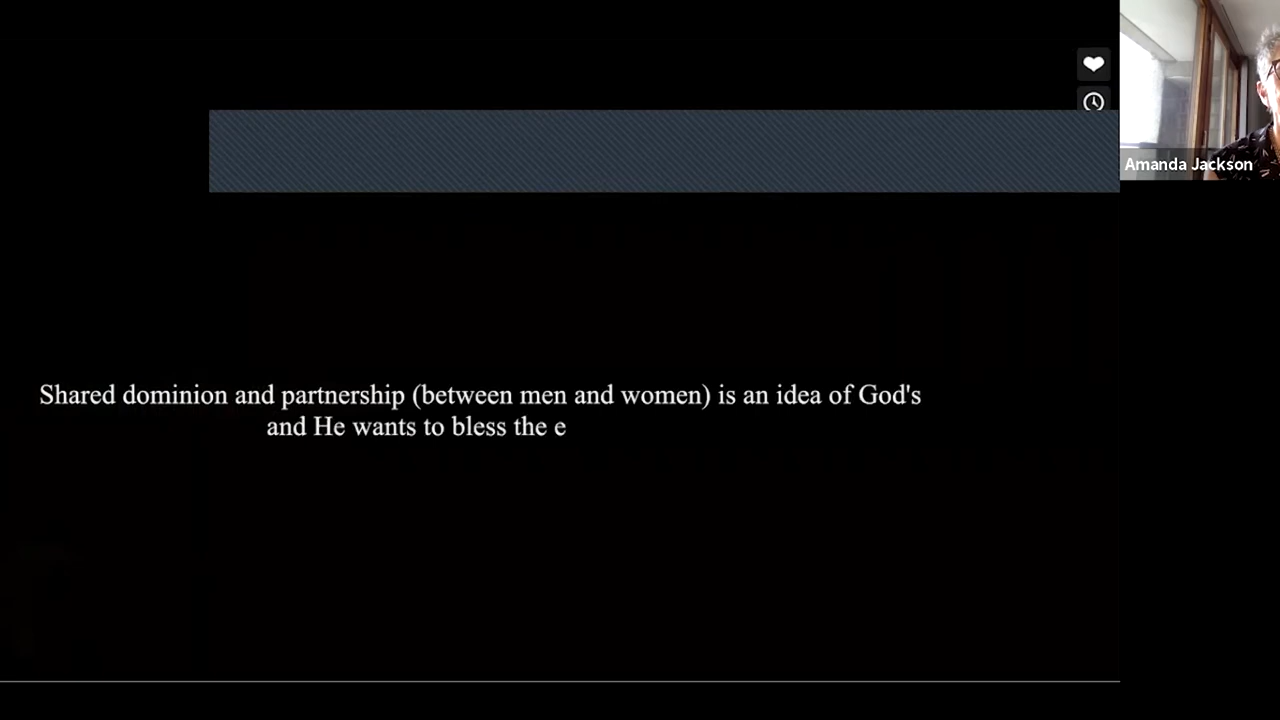 Amanda Jackson
Shared dominion and partnership (between men and women) is an idea of God's
and He wants to bless the e